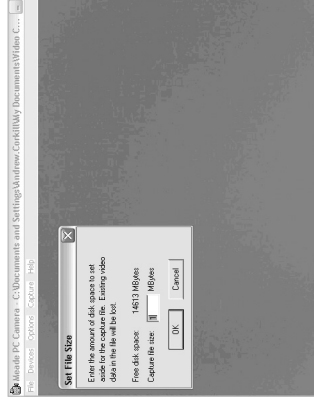 Meade PC Camera - C:\Documents and Settings\Andrew.Corkill\My Documents\Video C...
File Devices Options Capture Help
Set File Size
Enter the amount of disk space to set
aside for the capture file. Existing video
data in the file will be lost.
Free disk space: 14613 MBytes
Capture file size: 1 MBytes
OK Cancel